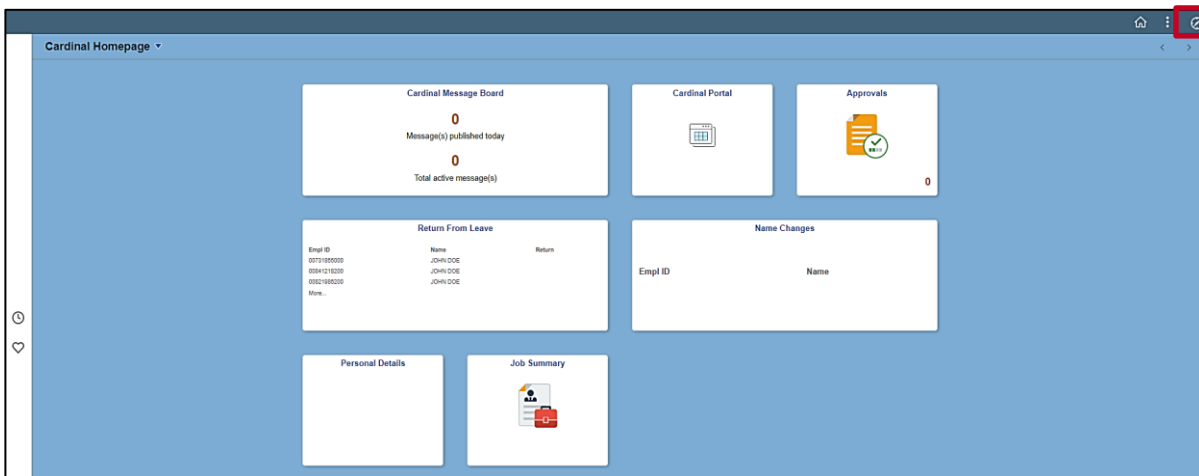 Cardinal Homepage
Cardinal Message Board
0
Message(s) published today
0
Total active message(s)
Cardinal Portal
Approvals
0
Return From Leave
Empl ID Name Return
00731986000 JOHN DOE
00841218200 JOHN DOE
00821986200 JOHN DOE
More...
Name Changes
Empl ID Name
Personal Details
Job Summary